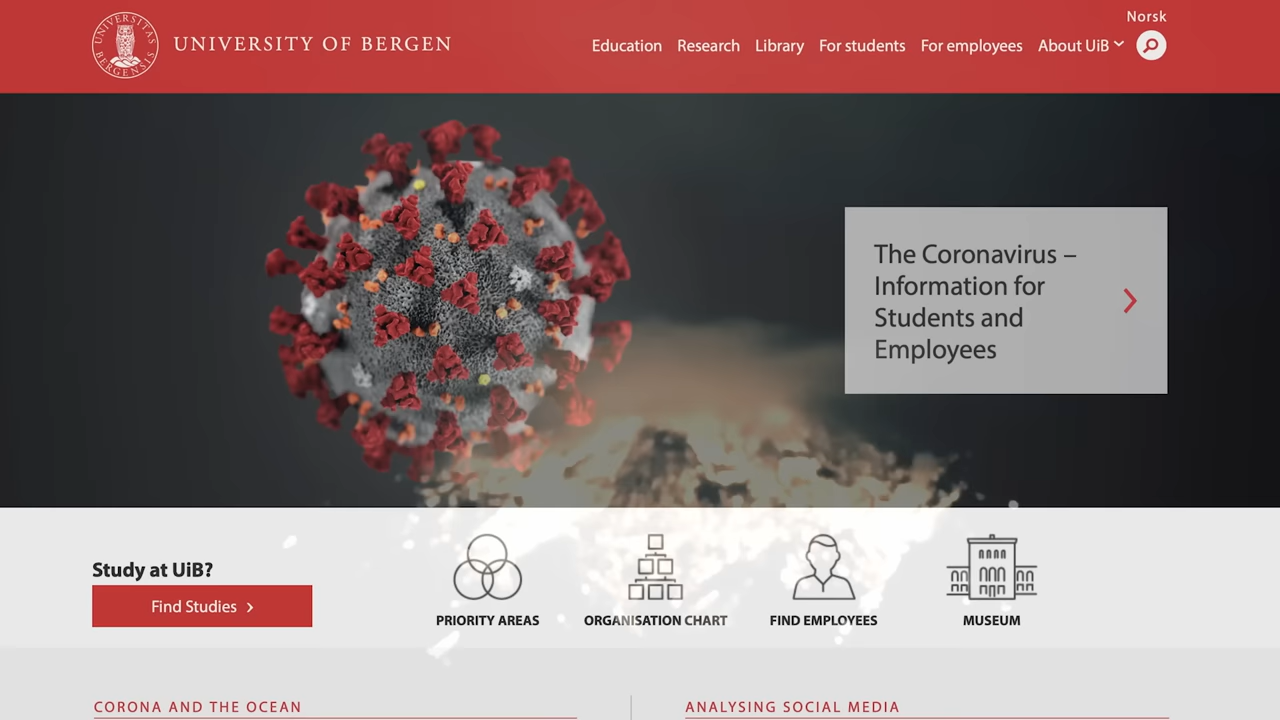 Norsk
UNIVERSITAS BERGENSIS
UNIVERSITY OF BERGEN
Education Research Library For students For employees About UiB
The Coronavirus –
Information for
Students and
Employees
Study at UiB?
Find Studies
PRIORITY AREAS
ORGANISATION CHART
FIND EMPLOYEES
MUSEUM
CORONA AND THE OCEAN
ANALYSING SOCIAL MEDIA